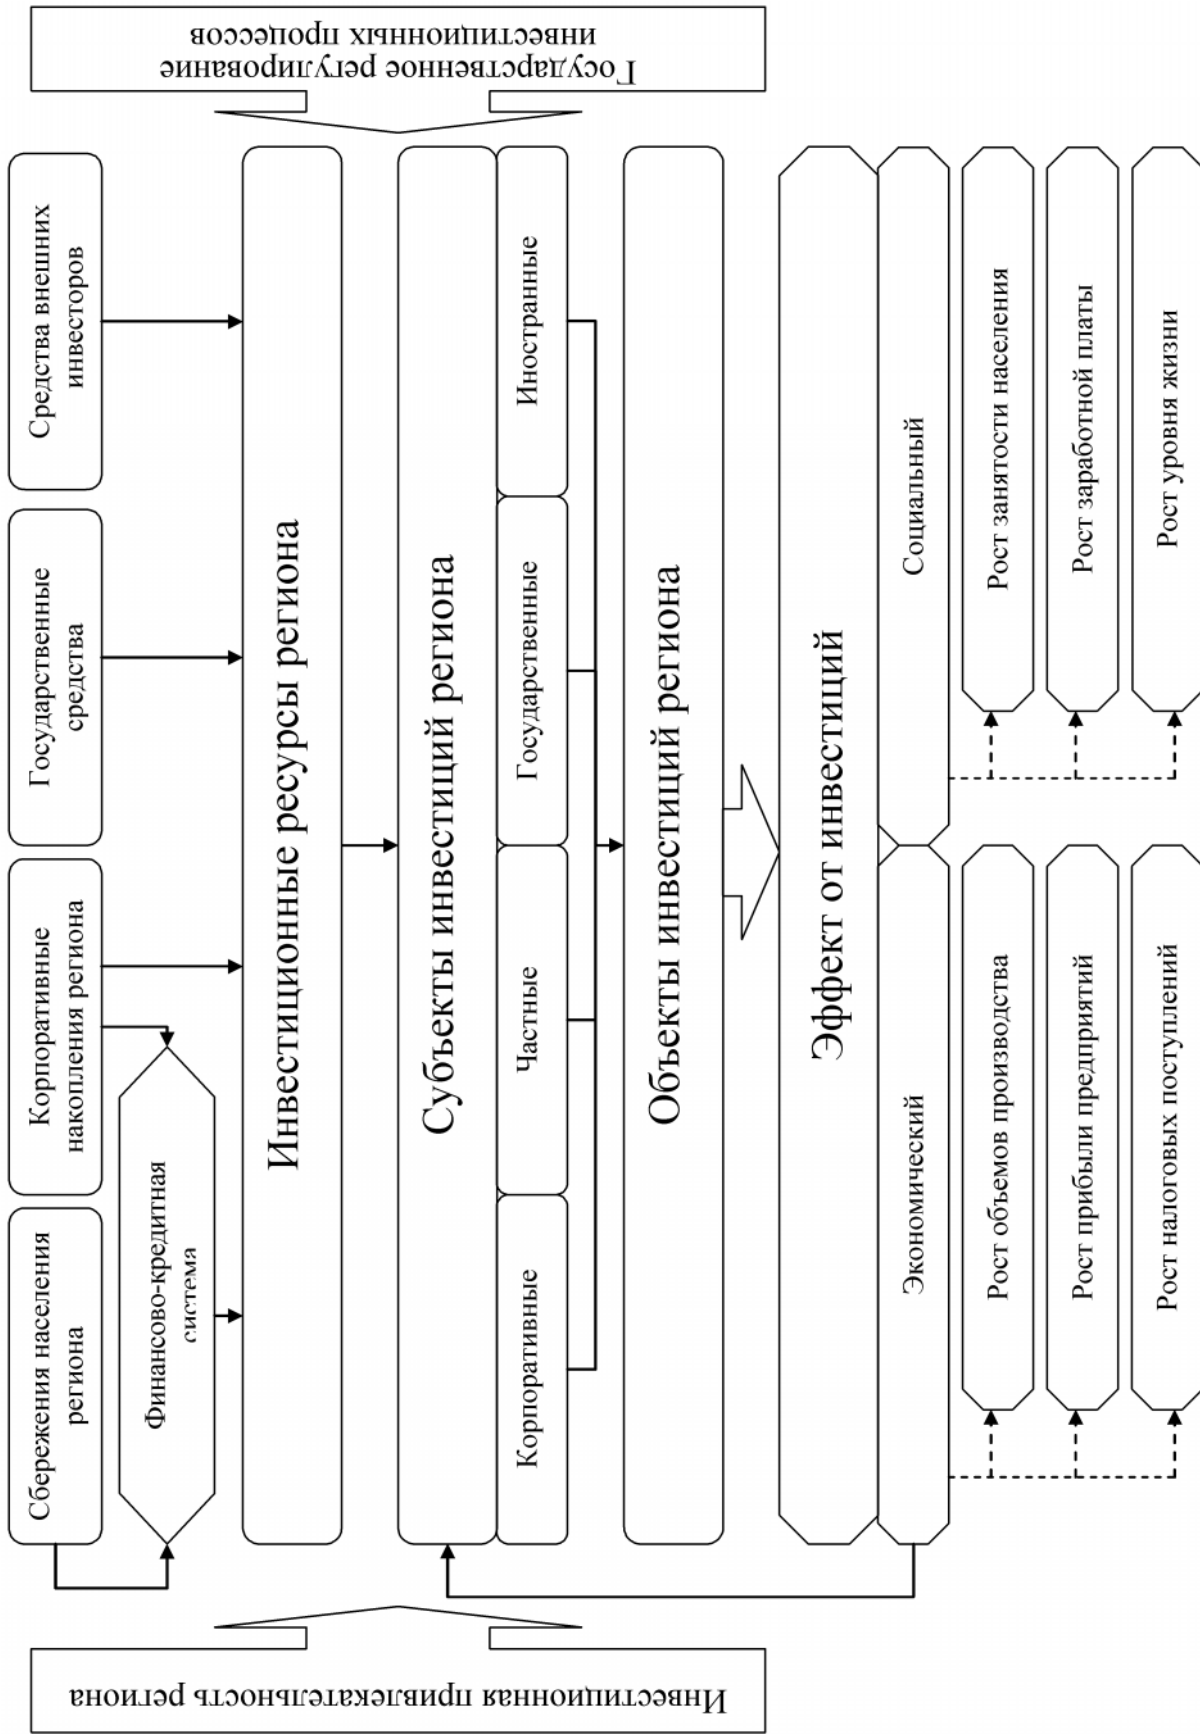 Инвестиционная привлекательность региона
Сбережения населения
региона
Корпоративные
накопления региона
Государственные
средства
Средства внешних
инвесторов
Финансово-кредитная
система
Инвестиционные ресурсы региона
Субъекты инвестиций региона
Корпоративные
Частные
Государственные
Иностранные
Объекты инвестиций региона
Эффект от инвестиций
Экономический
Социальный
Рост объемов производства
Рост занятости населения
Рост прибыли предприятий
Рост заработной платы
Рост налоговых поступлений
Рост уровня жизни
Государственное регулирование
инвестиционных процессов